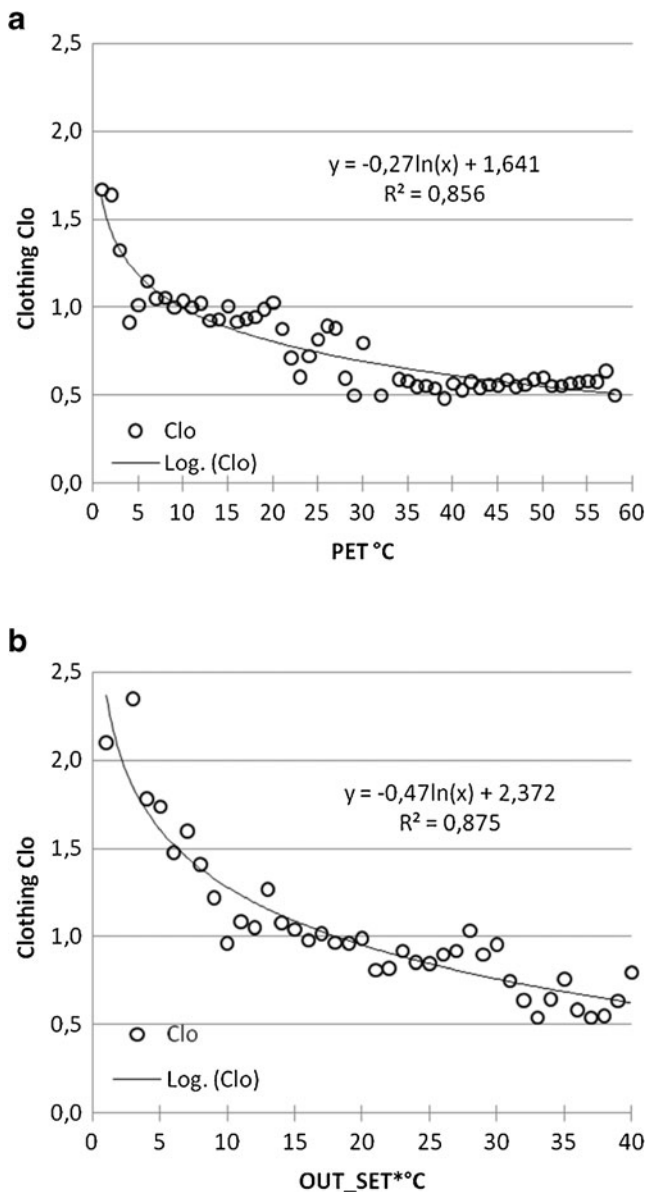 a
2,5
2,0
y = -0,27ln(x) + 1,641
R² = 0,856
1,5
Clothing Clo
1,0
0,5
Clo
Log. (Clo)
0,0
0 5 10 15 20 25 30 35 40 45 50 55 60
PET °C
b
2,5
2,0
y = -0,47ln(x) + 2,372
R² = 0,875
1,5
Clothing Clo
1,0
0,5
Clo
Log. (Clo)
0,0
0 5 10 15 20 25 30 35 40
OUT_SET*°C